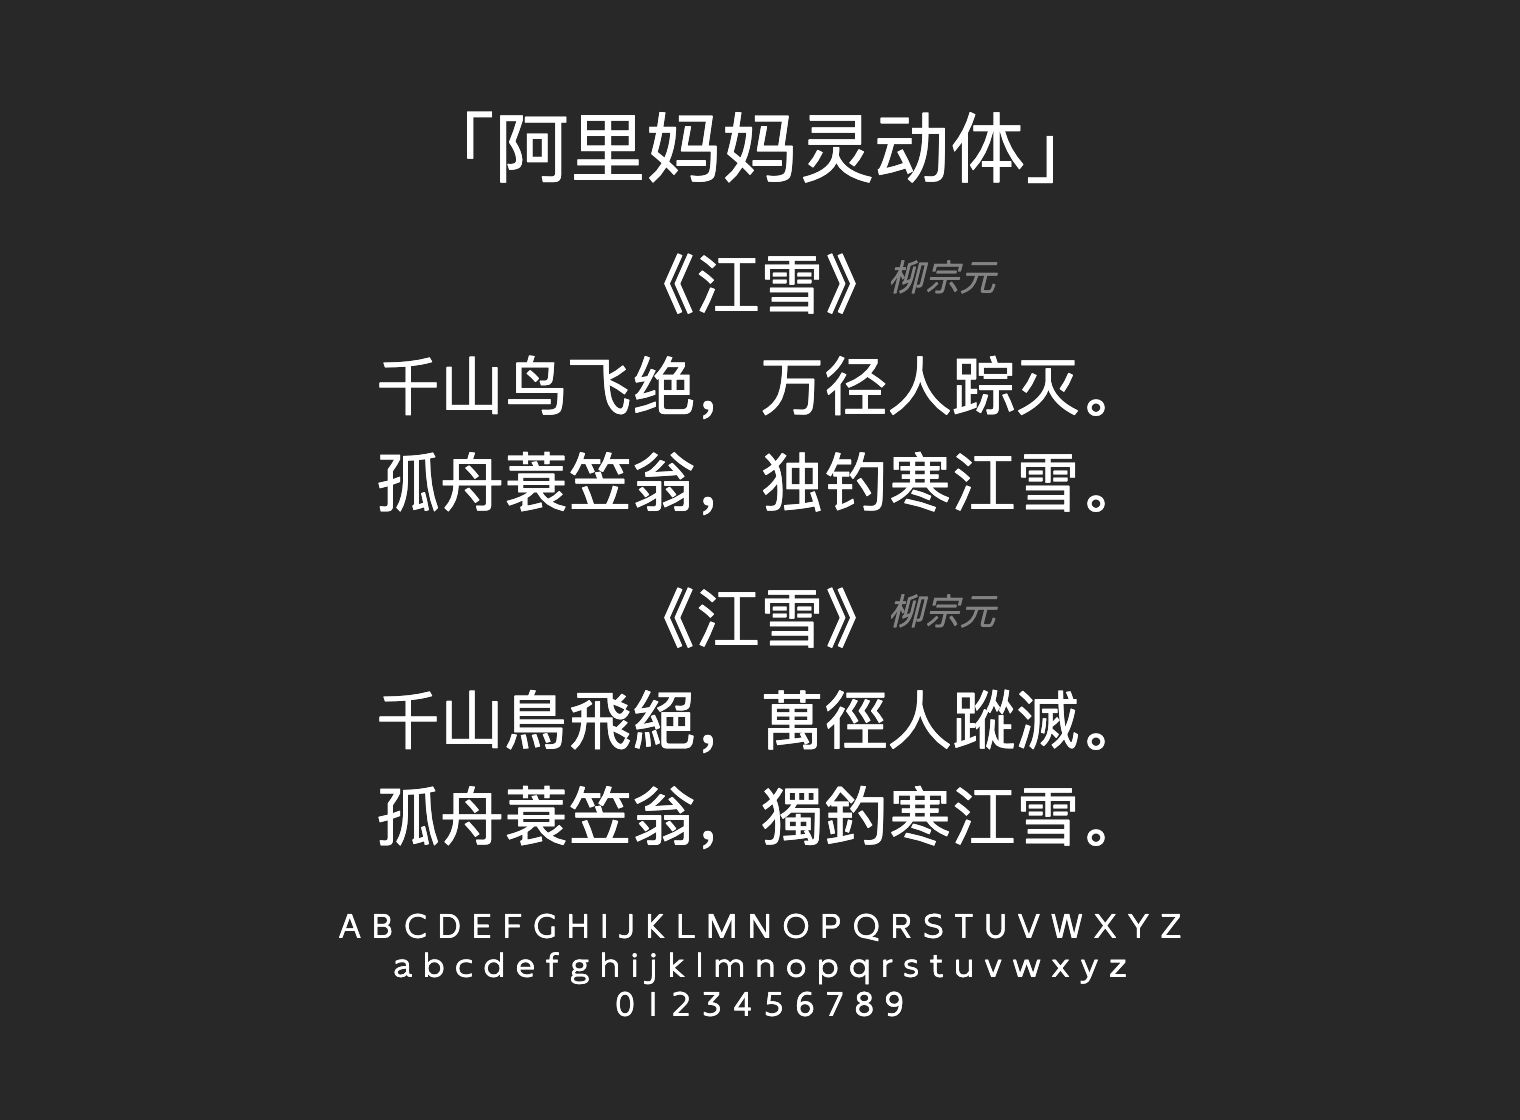 「阿里妈妈灵动体」
《江雪》 柳宗元
千山鸟飞绝，万径人踪灭。
孤舟蓑笠翁，独钓寒江雪。
《江雪》 柳宗元
千山鳥飛絕，萬徑人蹤滅。
孤舟蓑笠翁，獨釣寒江雪。
A B C D E F G H I J K L M N O P Q R S T U V W X Y Z
a b c d e f g h i j k l m n o p q r s t u v w x y z
0 1 2 3 4 5 6 7 8 9